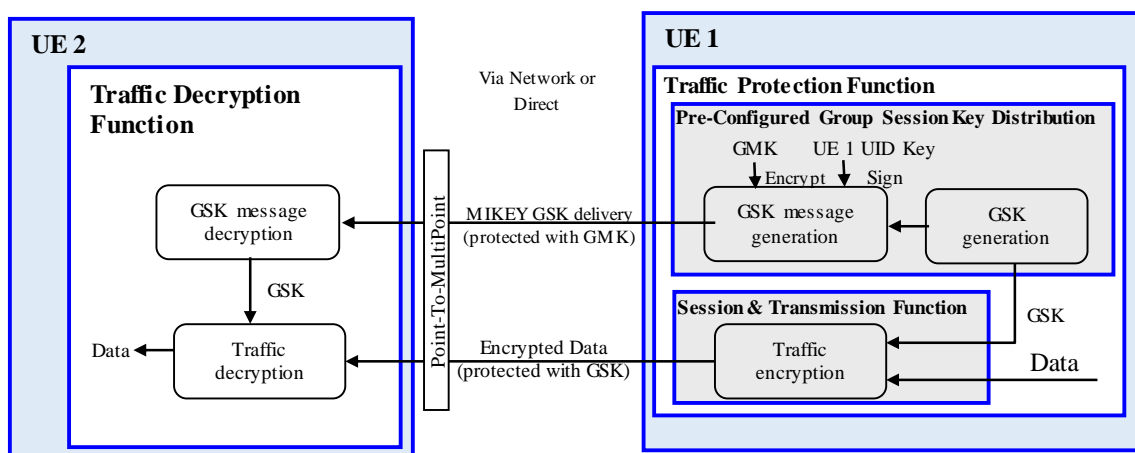 UE 2
Traffic Decryption
Function
GSK message
decryption
GSK
Data
Traffic
decryption
Via Network or
Direct
Point-To-MultiPoint
MIKEY GSK delivery
(protected with GMK)
Encrypted Data
(protected with GSK)
UE 1
Traffic Protection Function
Pre-Configured Group Session Key Distribution
GMK
UE 1 UID Key
Encrypt
Sign
GSK message
generation
GSK
generation
Session & Transmission Function
GSK
Traffic
encryption
Data